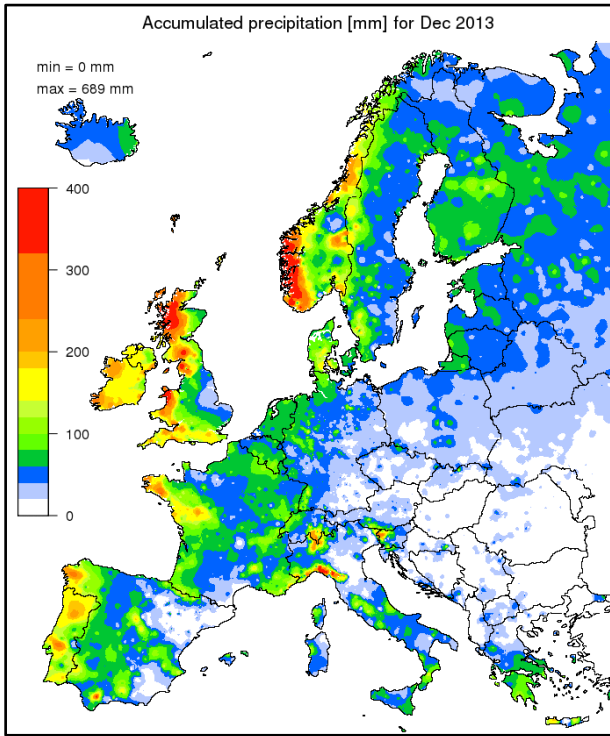 Accumulated precipitation [mm] for Dec 2013
min = 0 mm
max = 689 mm
400
300
200
100
0